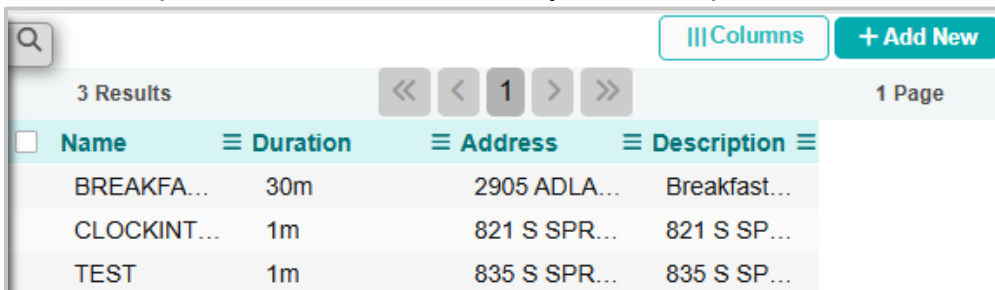 |||Columns + Add New
3 Results << < 1 > >> 1 Page
Name ☰ Duration ☰ Address ☰ Description ☰
BREAKFA... 30m 2905 ADLA... Breakfast...
CLOCKINT... 1m 821 S SPR... 821 S SP...
TEST 1m 835 S SPR... 835 S SP...